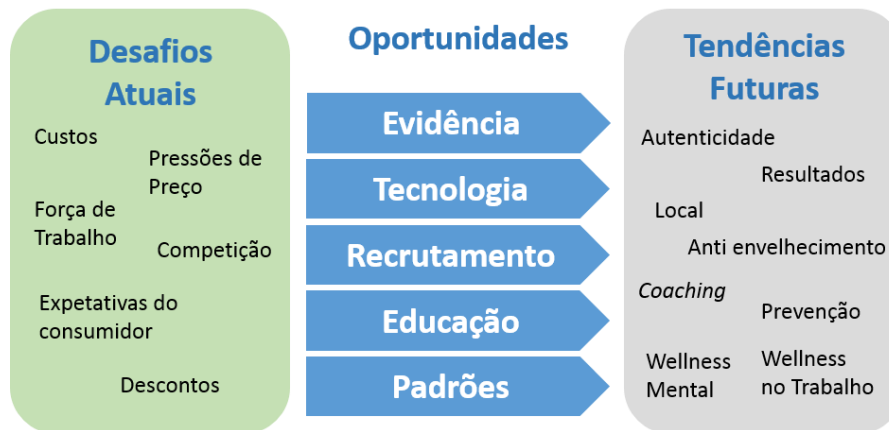 Desafios
Atuais
Custos
Pressões de
Preço
Força de
Trabalho
Competição
Expetativas do
consumidor
Descontos
Oportunidades
Evidência
Tecnologia
Recrutamento
Educação
Padrões
Tendências
Futuras
Autenticidade
Resultados
Local
Anti envelhecimento
Coaching
Prevenção
Wellness
Mental
Wellness
no Trabalho